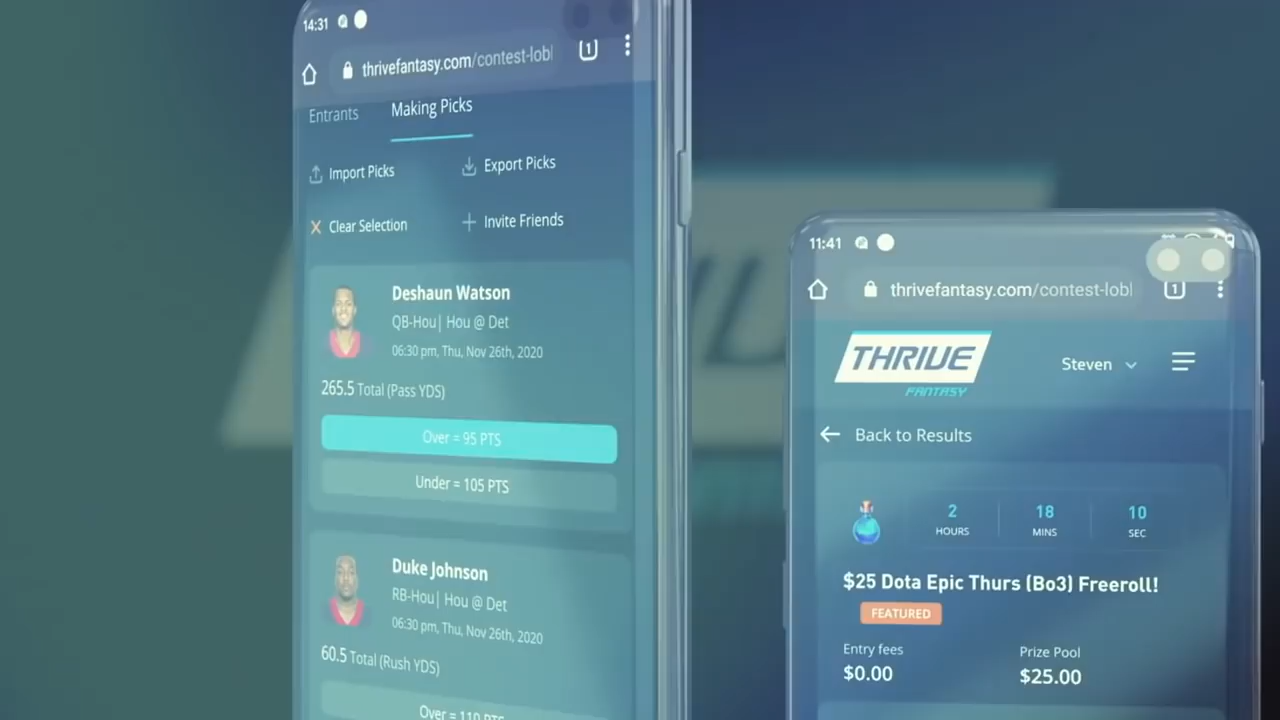 14:31
thrivefantasy.com/contest-lobl
1
Entrants
Making Picks
Import Picks
Export Picks
Clear Selection
Invite Friends
Deshaun Watson
QB-Hou| Hou @ Det
06:30 pm, Thu, Nov 26th, 2020
265.5 Total (Pass YDS)
Over = 95 PTS
Under = 105 PTS
Duke Johnson
RB-Hou| Hou @ Det
06:30 pm, Thu, Nov 26th, 2020
60.5 Total (Rush YDS)
Over = 110 PTS
11:41
thrivefantasy.com/contest-lobl
1
THRIVE
FANTASY
Steven
Back to Results
2
HOURS
18
MINS
10
SEC
$25 Dota Epic Thurs (Bo3) Freeroll!
FEATURED
Entry fees
$0.00
Prize Pool
$25.00